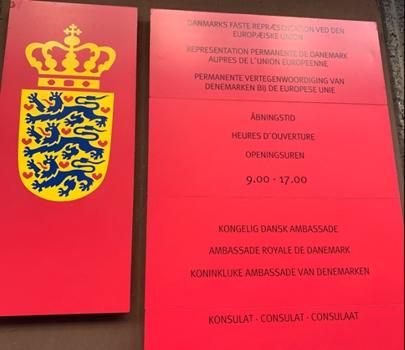 DANMARKS FASTE REPRÆSENTATION VED DEN
EUROPÆISKE UNION
REPRESENTATION PERMANENTE DE DANEMARK
AUPRES DE L'UNION EUROPEENNE
PERMANENTE VERTEGENWOORDIGING VAN
DENEMARKEN BIJ DE EUROPESE UNIE
ÅBNINGSTID
HEURES D'OUVERTURE
OPENINGSUREN
9.00 - 17.00
KONGELIG DANSK AMBASSADE
AMBASSADE ROYALE DE DANEMARK
KONINKLIJKE AMBASSADE VAN DENEMARKEN
KONSULAT - CONSULAT - CONSULAAT